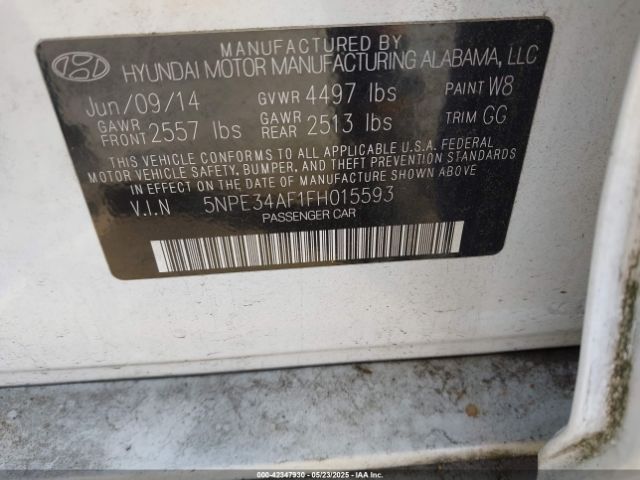 MANUFACTURED BY
HYUNDAI MOTOR MANUFACTURING ALABAMA, LLC
Jun/09/14 GVWR 4497 lbs PAINT W8
GAWR FRONT 2557 lbs GAWR REAR 2513 lbs TRIM GG
THIS VEHICLE CONFORMS TO ALL APPLICABLE U.S.A. FEDERAL
MOTOR VEHICLE SAFETY, BUMPER, AND THEFT PREVENTION STANDARDS
IN EFFECT ON THE DATE OF MANUFACTURE SHOWN ABOVE.
V.I.N 5NPE34AF1FH015593
PASSENGER CAR
000-42347930 - 05/23/2025 - IAA Inc.